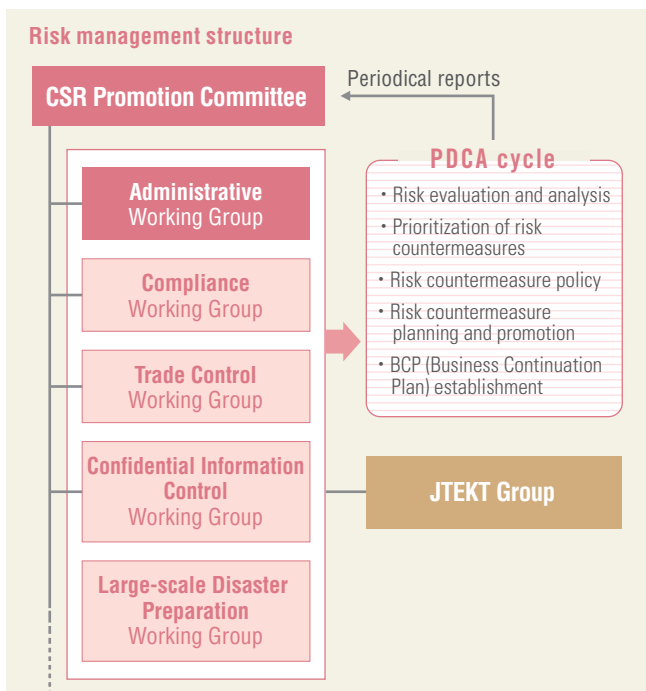 Risk management structure
CSR Promotion Committee
Periodical reports
Administrative
Working Group
Compliance
Working Group
Trade Control
Working Group
Confidential Information
Control
Working Group
Large-scale Disaster
Preparation
Working Group
PDCA cycle
・Risk evaluation and analysis
・Prioritization of risk
countermeasures
・Risk countermeasure policy
・Risk countermeasure
planning and promotion
・BCP (Business Continuation
Plan) establishment
JTEKT Group